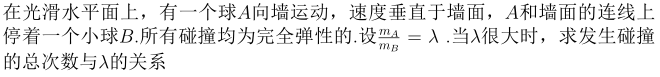 在光滑水平面上，有一个球A向墙运动，速度垂直于墙面，A和墙面的连线上
停着一个小球B.所有碰撞均为完全弹性的.设$\frac{m_A}{m_B} = \lambda$ .当λ很大时，求发生碰撞
的总次数与λ的关系